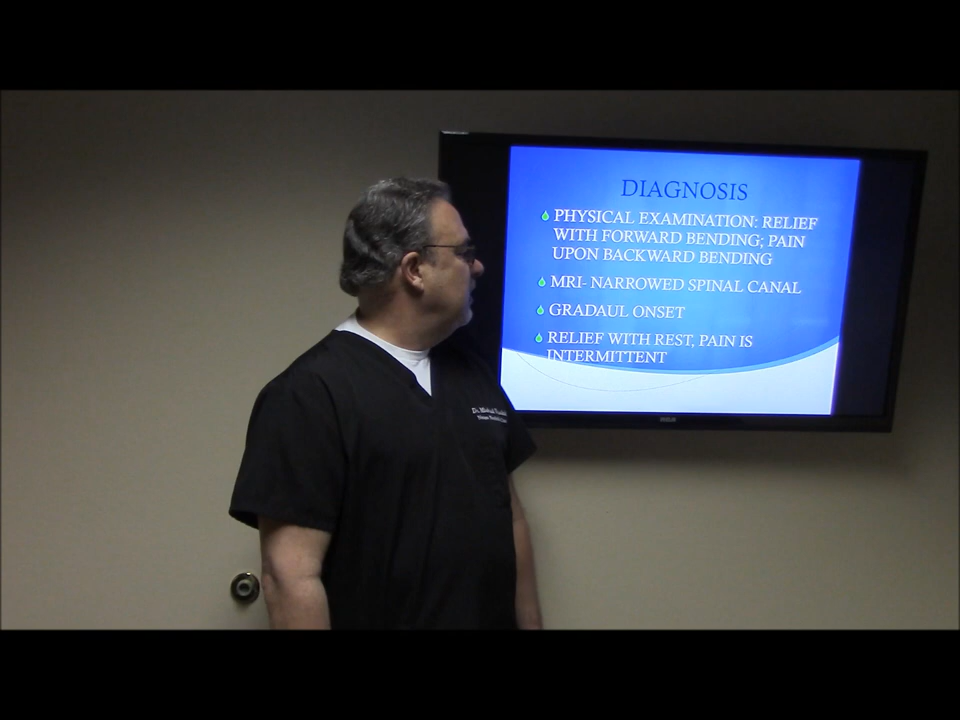 DIAGNOSIS
PHYSICAL EXAMINATION: RELIEF
WITH FORWARD BENDING; PAIN
UPON BACKWARD BENDING
MRI- NARROWED SPINAL CANAL
GRADAUL ONSET
RELIEF WITH REST, PAIN IS
INTERMITTENT
Dr.